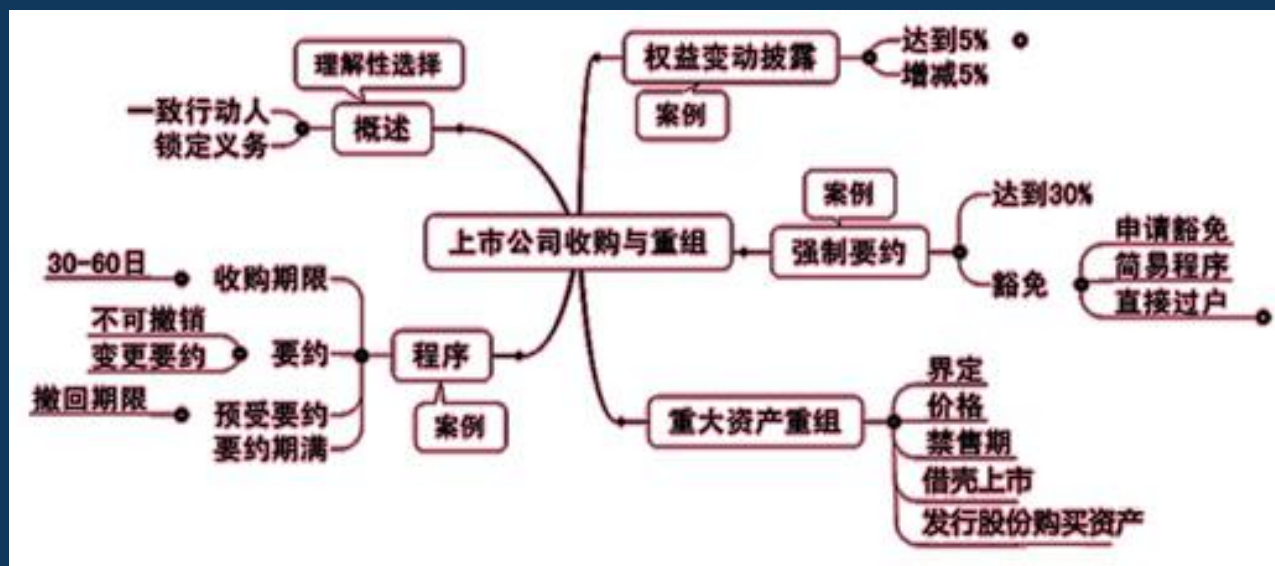 上市公司收购与重组
理解性选择
概述
一致行动人
锁定义务
权益变动披露
案例
达到5%
增减5%
案例
强制要约
达到30%
豁免
申请豁免
简易程序
直接过户
程序
案例
收购期限
30-60日
要约
不可撤销
变更要约
预受要约
撤回期限
要约期满
重大资产重组
界定
价格
禁售期
借壳上市
发行股份购买资产